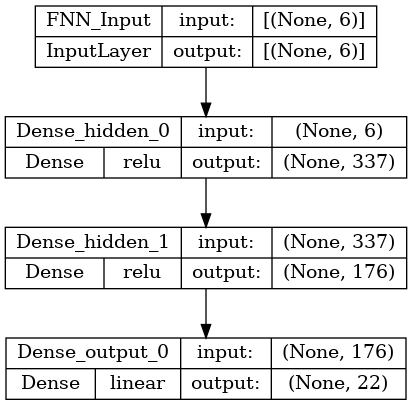 FNN_Input input: [(None, 6)]
InputLayer output: [(None, 6)]
Dense_hidden_0 input: (None, 6)
Dense relu output: (None, 337)
Dense_hidden_1 input: (None, 337)
Dense relu output: (None, 176)
Dense_output_0 input: (None, 176)
Dense linear output: (None, 22)